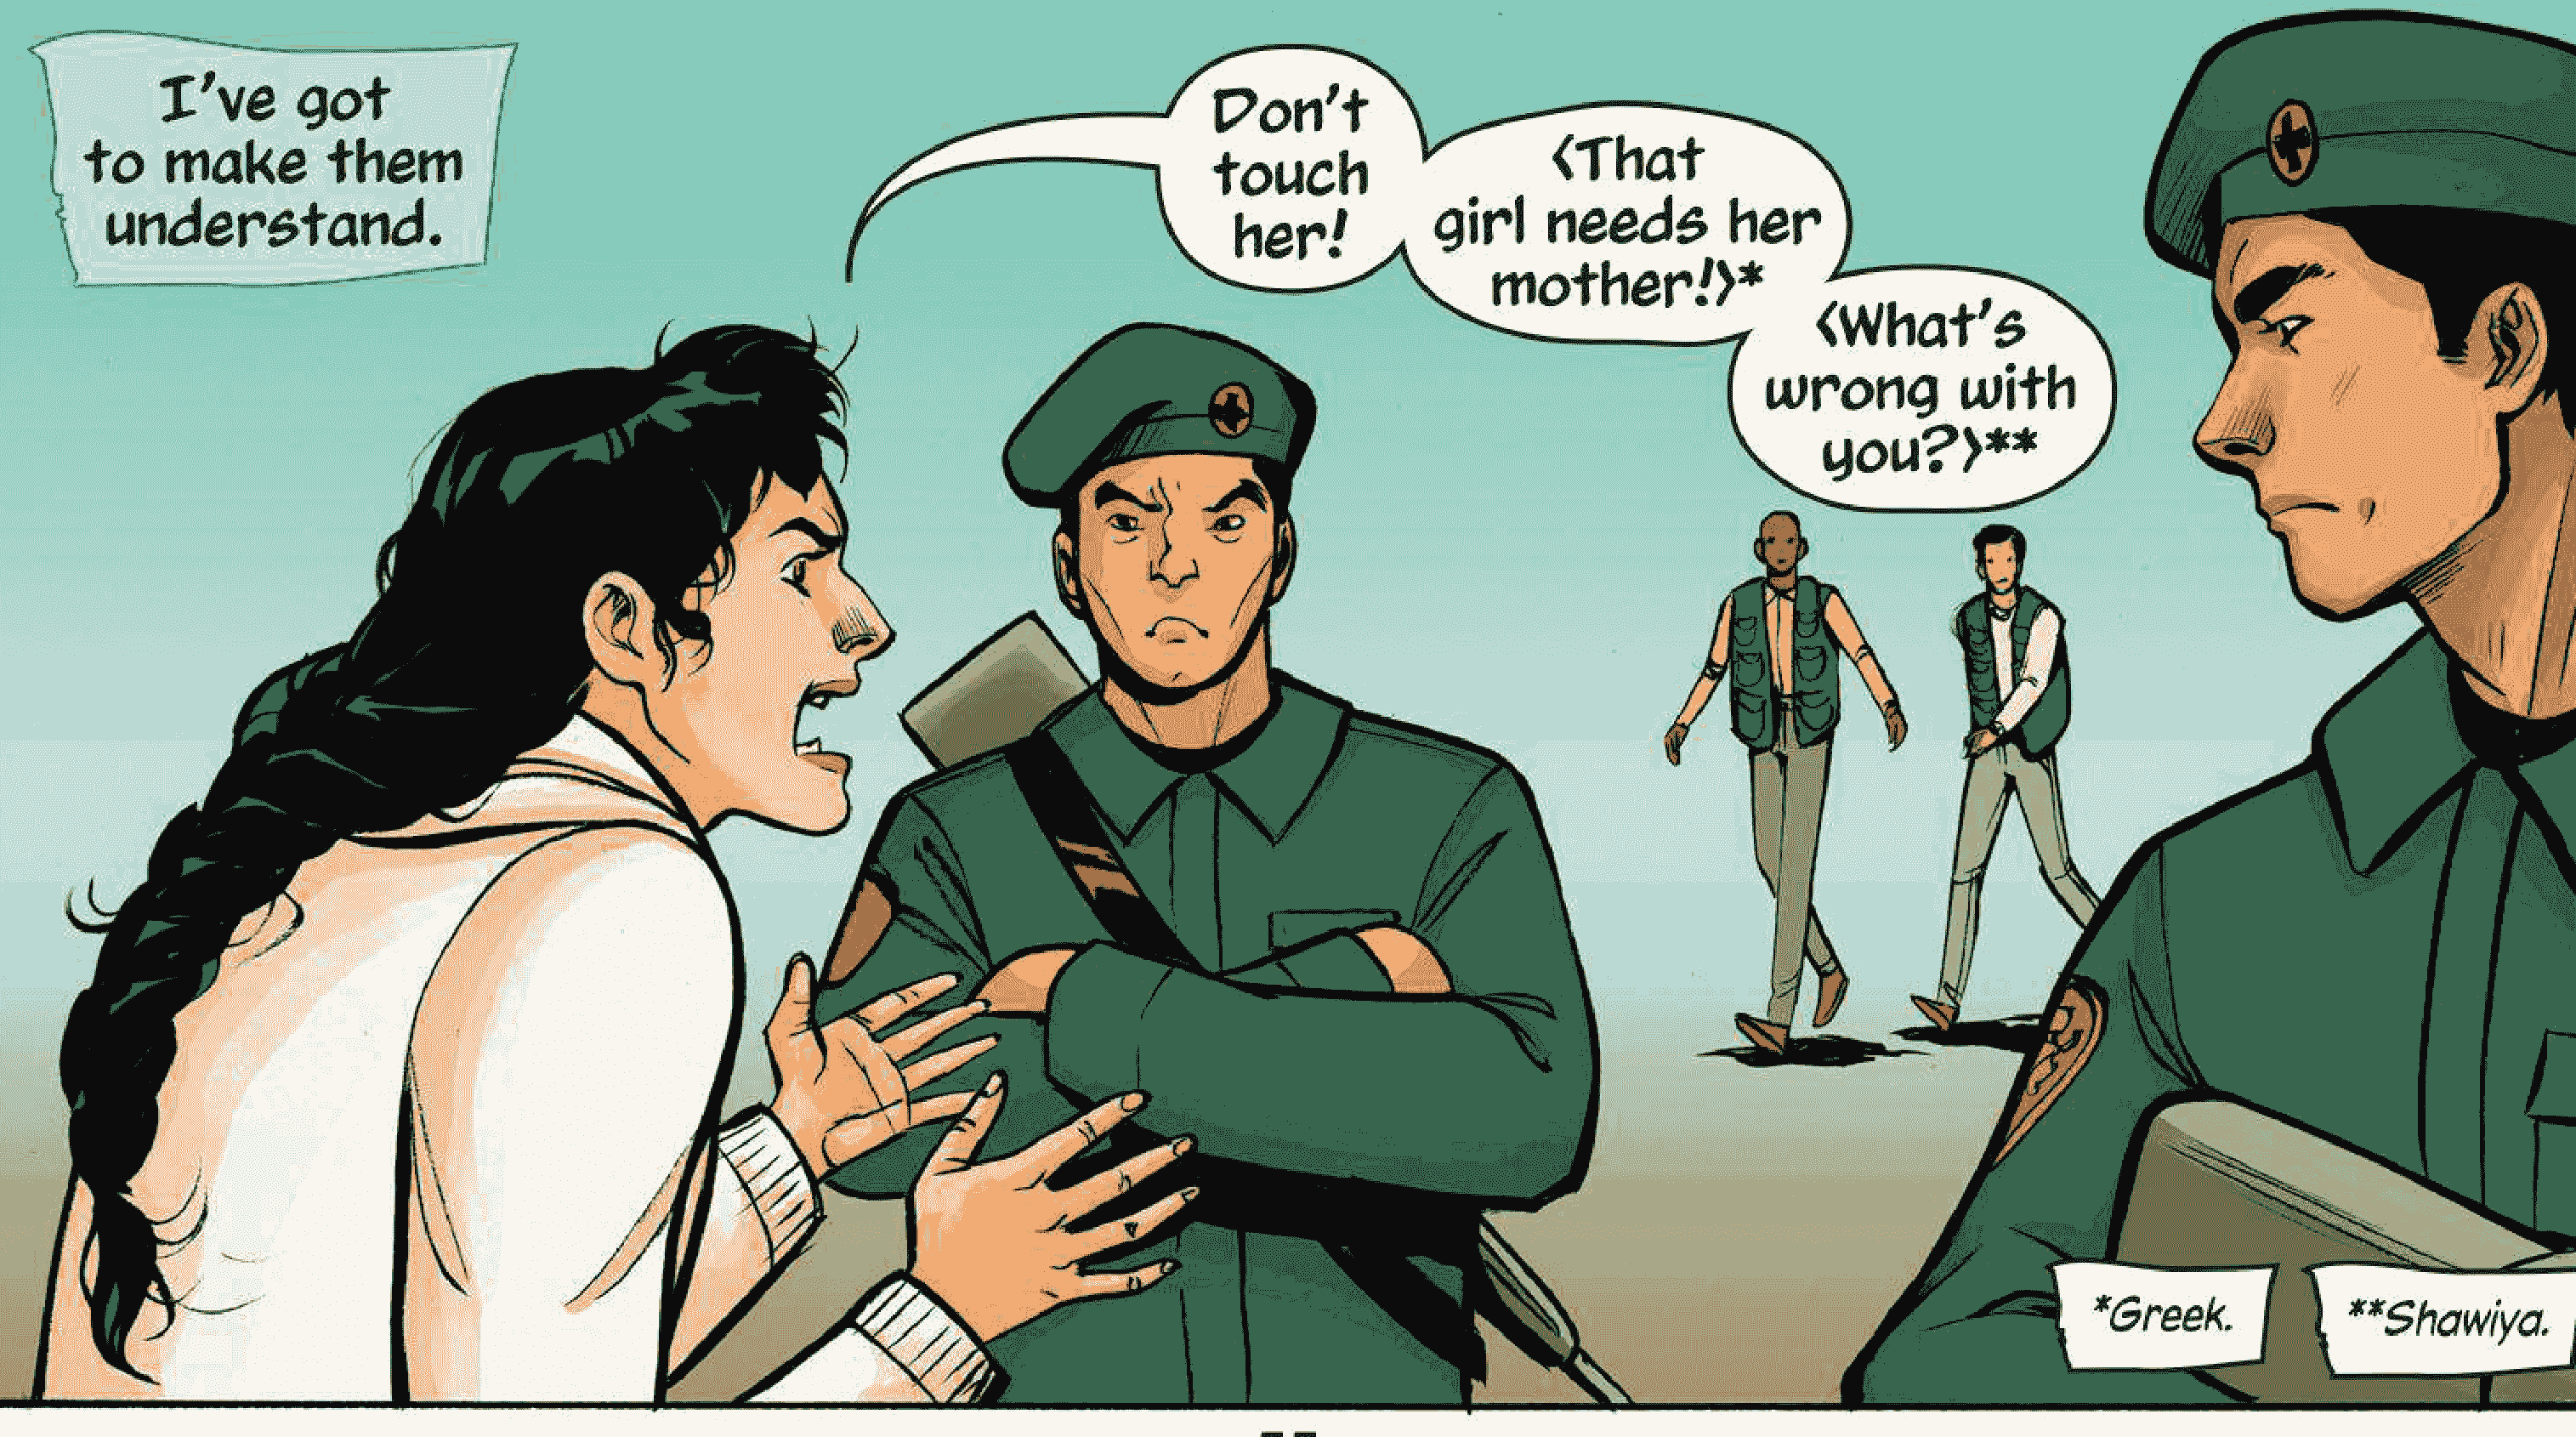 I've got
to make them
understand.
Don't
touch
her!
<That
girl needs her
mother!>*
<What's
wrong with
you?>**
*Greek.
**Shawiya.